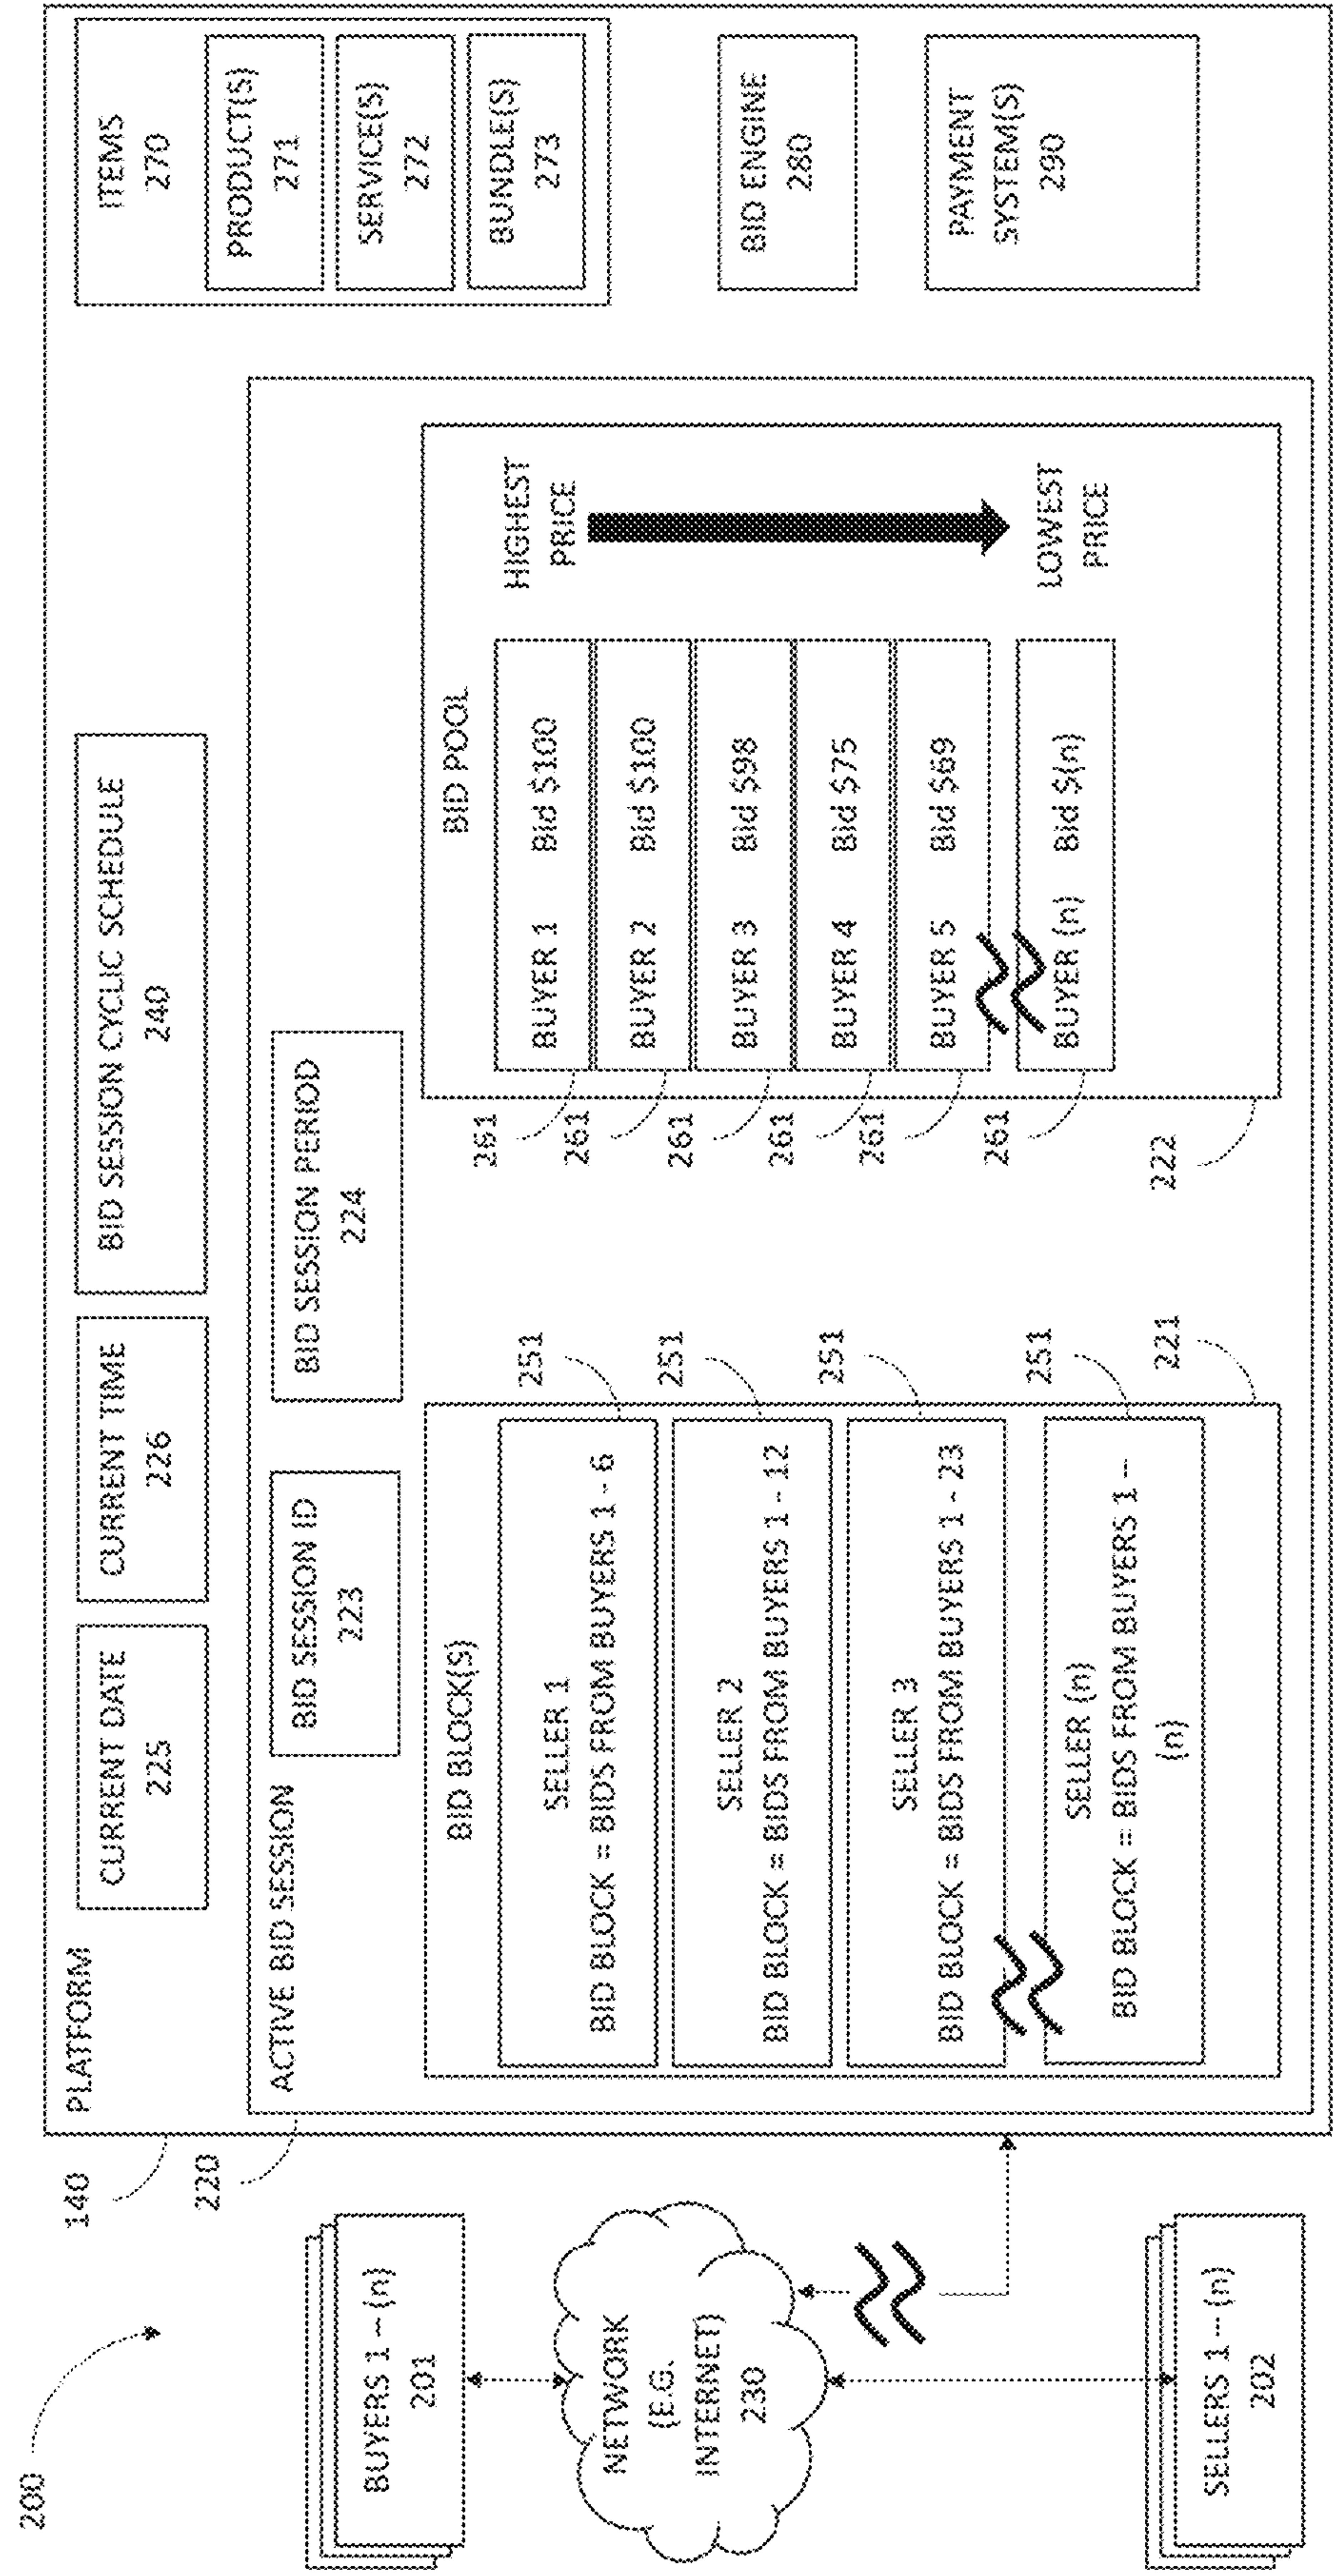 200
140
PLATFORM
CURRENT DATE
225
CURRENT TIME
226
BID SESSION CYCLIC SCHEDULE
240
ITEMS
270
PRODUCT(S)
271
SERVICE(S)
272
BUNDLE(S)
273
BID ENGINE
280
PAYMENT
SYSTEM(S)
290
220
ACTIVE BID SESSION
BID SESSION ID
223
BID SESSION PERIOD
224
BID BLOCK(S)
SELLER 1
BID BLOCK = BIDS FROM BUYERS 1 - 6
251
SELLER 2
BID BLOCK = BIDS FROM BUYERS 1 - 12
251
SELLER 3
BID BLOCK = BIDS FROM BUYERS 1 - 23
251
SELLER (n)
BID BLOCK = BIDS FROM BUYERS 1 –
(n)
251
221
BID POOL
261
BUYER 1 Bid $100
261
BUYER 2 Bid $100
261
BUYER 3 Bid $98
261
BUYER 4 Bid $75
261
BUYER 5 Bid $69
261
BUYER (n) Bid $(n)
222
HIGHEST
PRICE
LOWEST
PRICE
BUYERS 1 – (n)
201
NETWORK
(E.G.
INTERNET)
230
SELLERS 1 – (n)
202